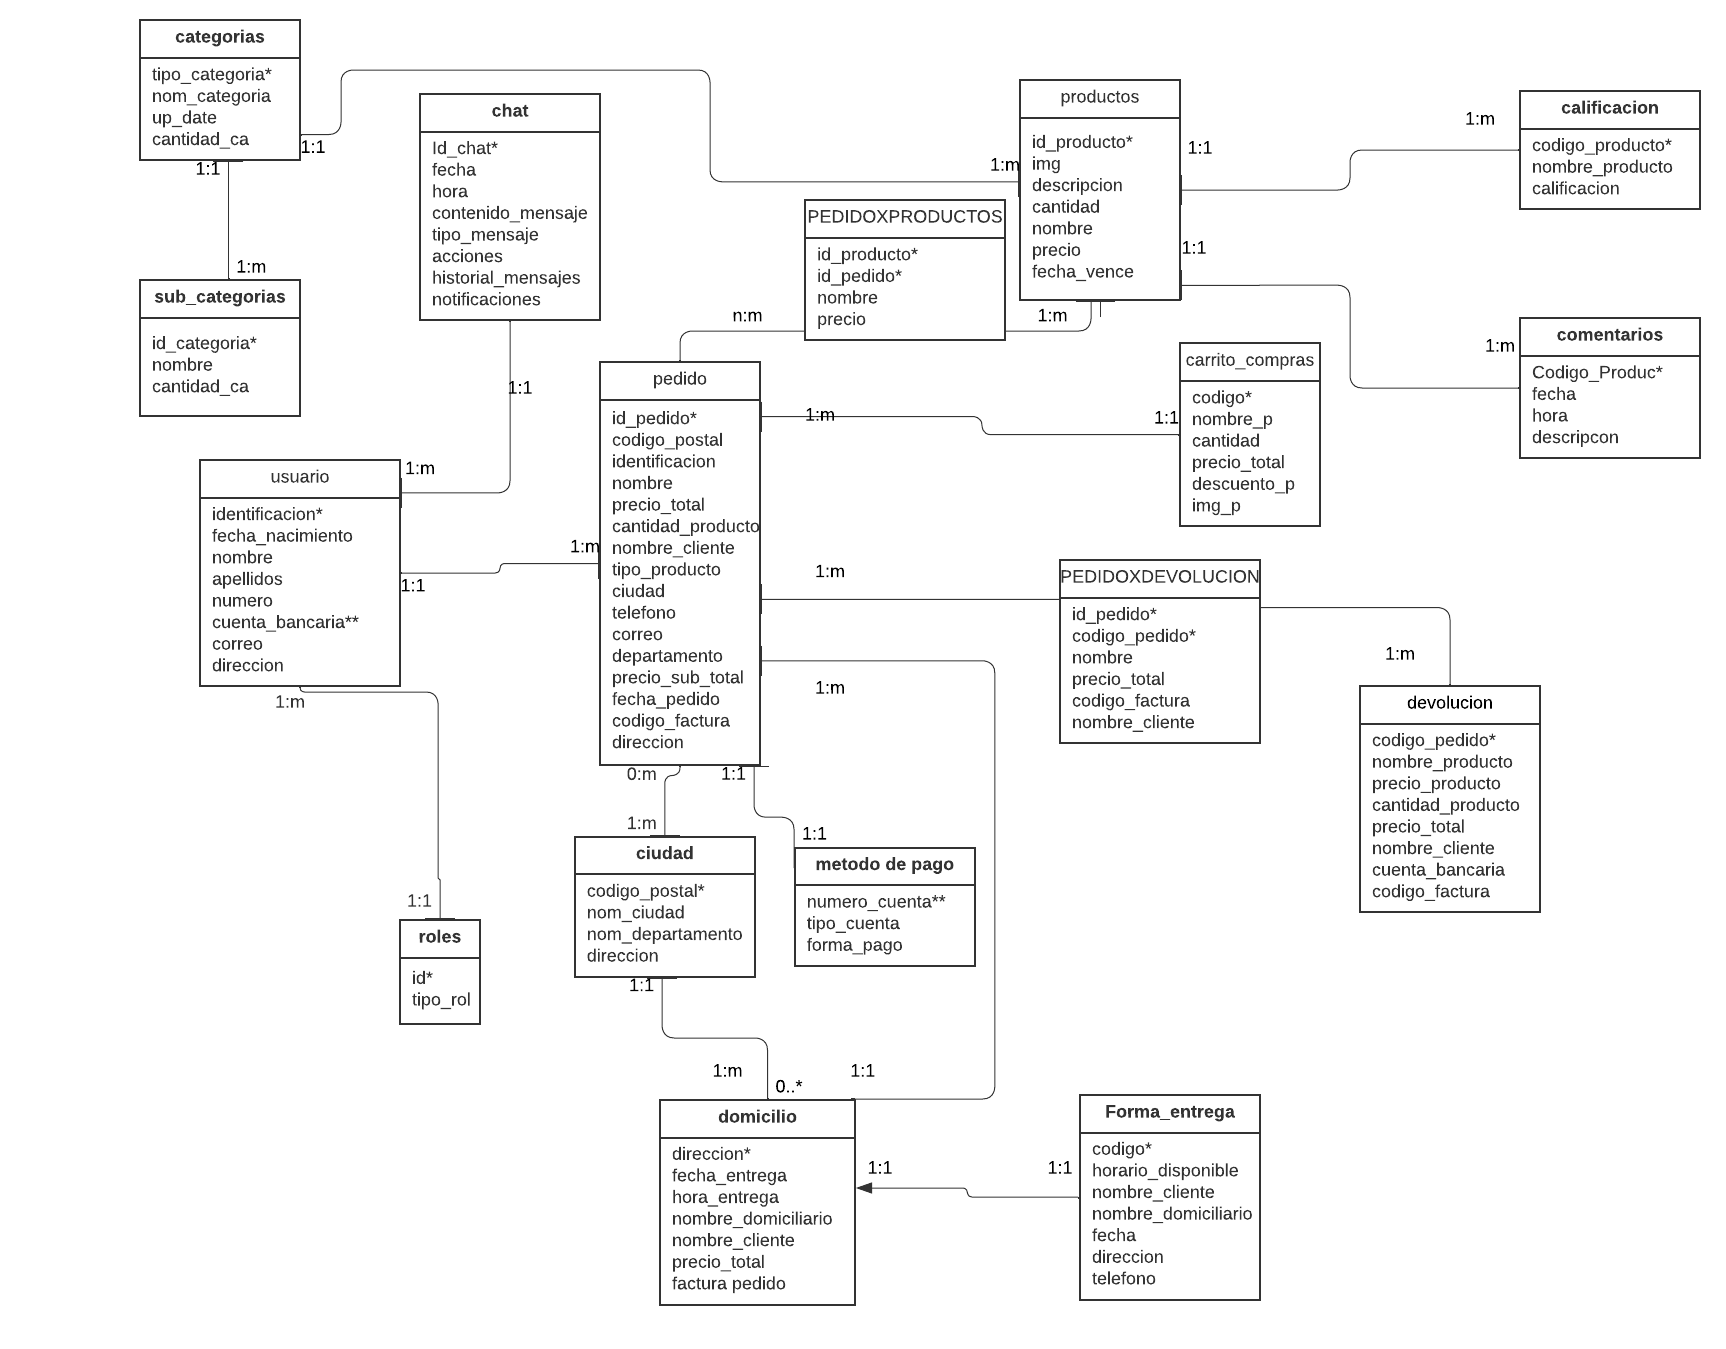 categorias
tipo_categoria*
nom_categoria
up_date
cantidad_ca
1:1
1:1
1:m
sub_categorias
id_categoria*
nombre
cantidad_ca
chat
Id_chat*
fecha
hora
contenido_mensaje
tipo_mensaje
acciones
historial_mensajes
notificaciones
1:1
1:m
usuario
identificacion*
fecha_nacimiento
nombre
apellidos
numero
cuenta_bancaria**
correo
direccion
1:1
1:m
1:m
1:1
roles
id*
tipo_rol
PEDIDOXPRODUCTOS
id_producto*
id_pedido*
nombre
precio
n:m
1:m
1:m
productos
id_producto*
img
descripcion
cantidad
nombre
precio
fecha_vence
1:1
1:1
1:m
calificacion
codigo_producto*
nombre_producto
calificacion
1:m
comentarios
Codigo_Produc*
fecha
hora
descripcon
carrito_compras
codigo*
nombre_p
cantidad
precio_total
descuento_p
img_p
1:1
1:m
pedido
id_pedido*
codigo_postal
identificacion
nombre
precio_total
cantidad_producto
nombre_cliente
tipo_producto
ciudad
telefono
correo
departamento
precio_sub_total
fecha_pedido
codigo_factura
direccion
1:m
1:m
0:m
1:1
PEDIDOXDEVOLUCION
id_pedido*
codigo_pedido*
nombre
precio_total
codigo_factura
nombre_cliente
1:m
devolucion
codigo_pedido*
nombre_producto
precio_producto
cantidad_producto
precio_total
nombre_cliente
cuenta_bancaria
codigo_factura
1:m
ciudad
codigo_postal*
nom_ciudad
nom_departamento
direccion
1:1
1:1
metodo de pago
numero_cuenta**
tipo_cuenta
forma_pago
1:m
0..*
1:1
domicilio
direccion*
fecha_entrega
hora_entrega
nombre_domiciliario
nombre_cliente
precio_total
factura pedido
1:1
1:1
Forma_entrega
codigo*
horario_disponible
nombre_cliente
nombre_domiciliario
fecha
direccion
telefono